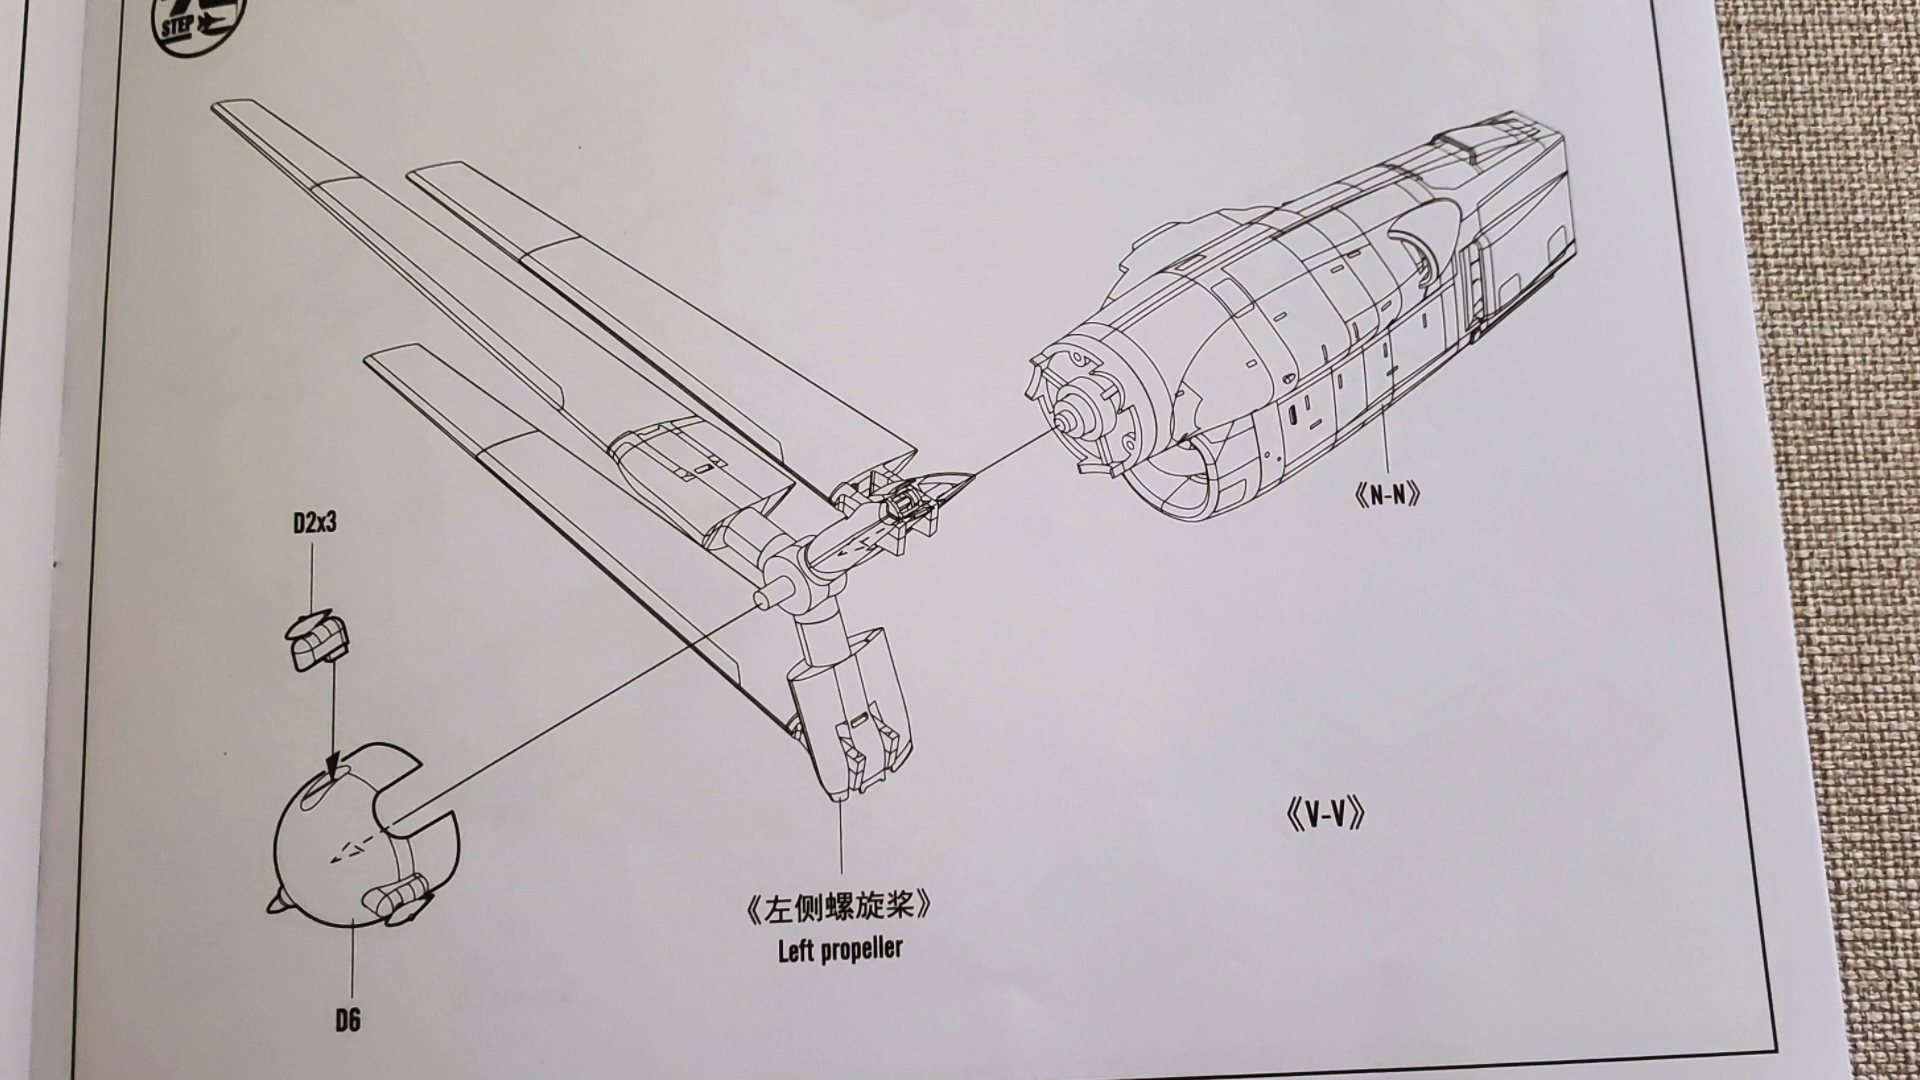 STEP
D2x3
《N-N》
《V-V》
《左侧螺旋桨》
Left propeller
D6